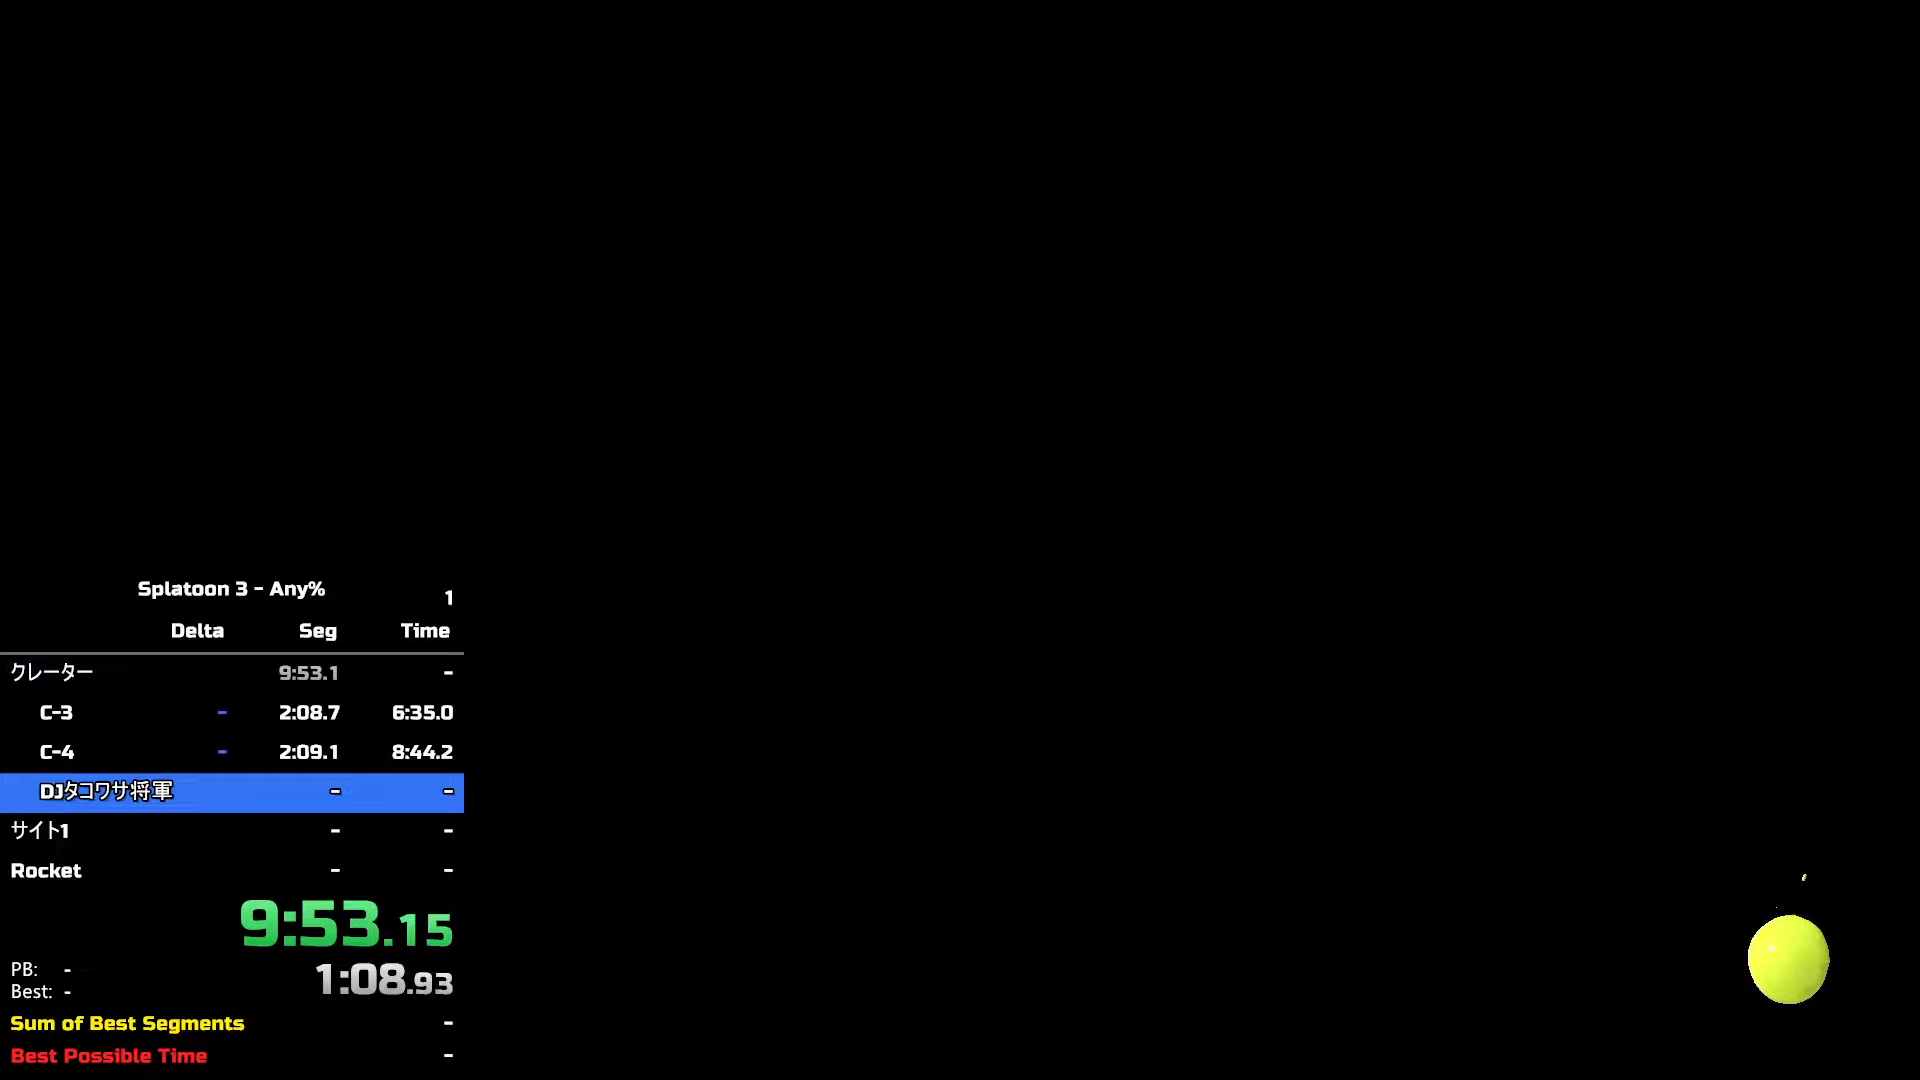 Splatoon 3 - Any%
1
Delta Seg Time
クレーター 9:53.1 -
C-3 - 2:08.7 6:35.0
C-4 - 2:09.1 8:44.2
DJタコワサ将軍 - -
サイト1 - -
Rocket - -
9:53.15
PB: -
1:08.93
Best: -
Sum of Best Segments -
Best Possible Time -